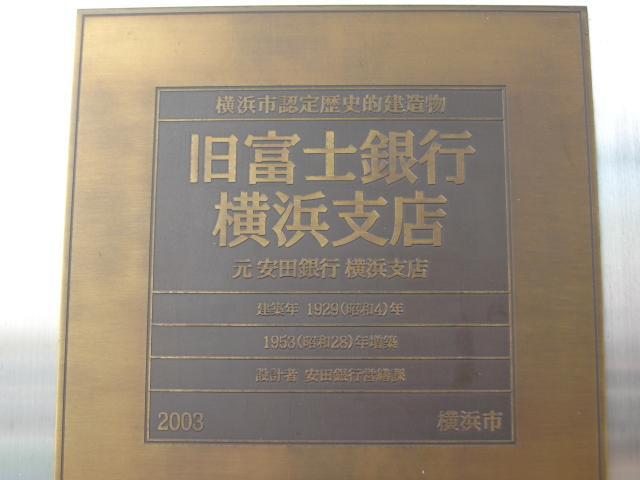 横浜市認定歴史的建造物
旧富士銀行
横浜支店
元 安田銀行 横浜支店
建築年 1929(昭和4)年
1953(昭和28)年増築
設計者 安田銀行営繕課
2003 横浜市